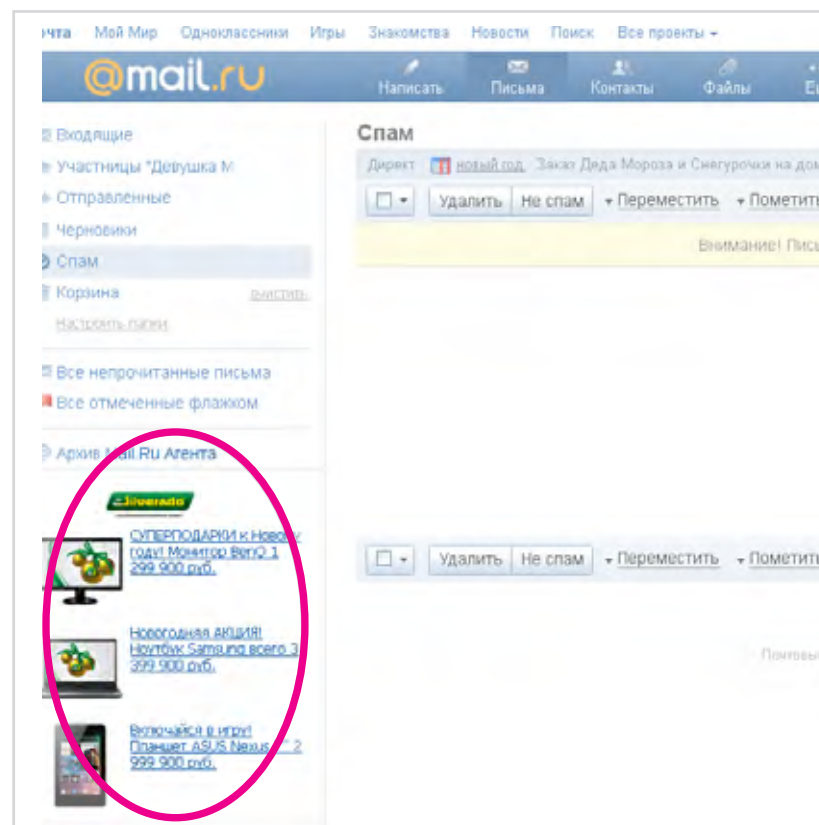 Мой Мир Одноклассники Игры Знакомства Новости Поиск Все проекты
@mail.ru
Написать Письма Контакты Файлы
Входящие
Участницы "Девушка М
Отправленные
Черновики
Спам
Корзина очистить
Настроить папки
Все непрочитанные письма
Все отмеченные флажком
Архив Mail.Ru Агента
Silverado
СУПЕРПОДАРКИ к Новому
году! Монитор BenQ 1
299 900 руб.
Новогодняя АКЦИЯ!
Ноутбук Samsung всего 3
399 900 руб.
Включайся в игру!
Планшет ASUS Nexus 2
999 900 руб.
Спам
Директ новый год Заказ Деда Мороза и Снегурочки на дом
Удалить Не спам Переместить Пометить
Внимание!
Удалить Не спам Переместить Пометить